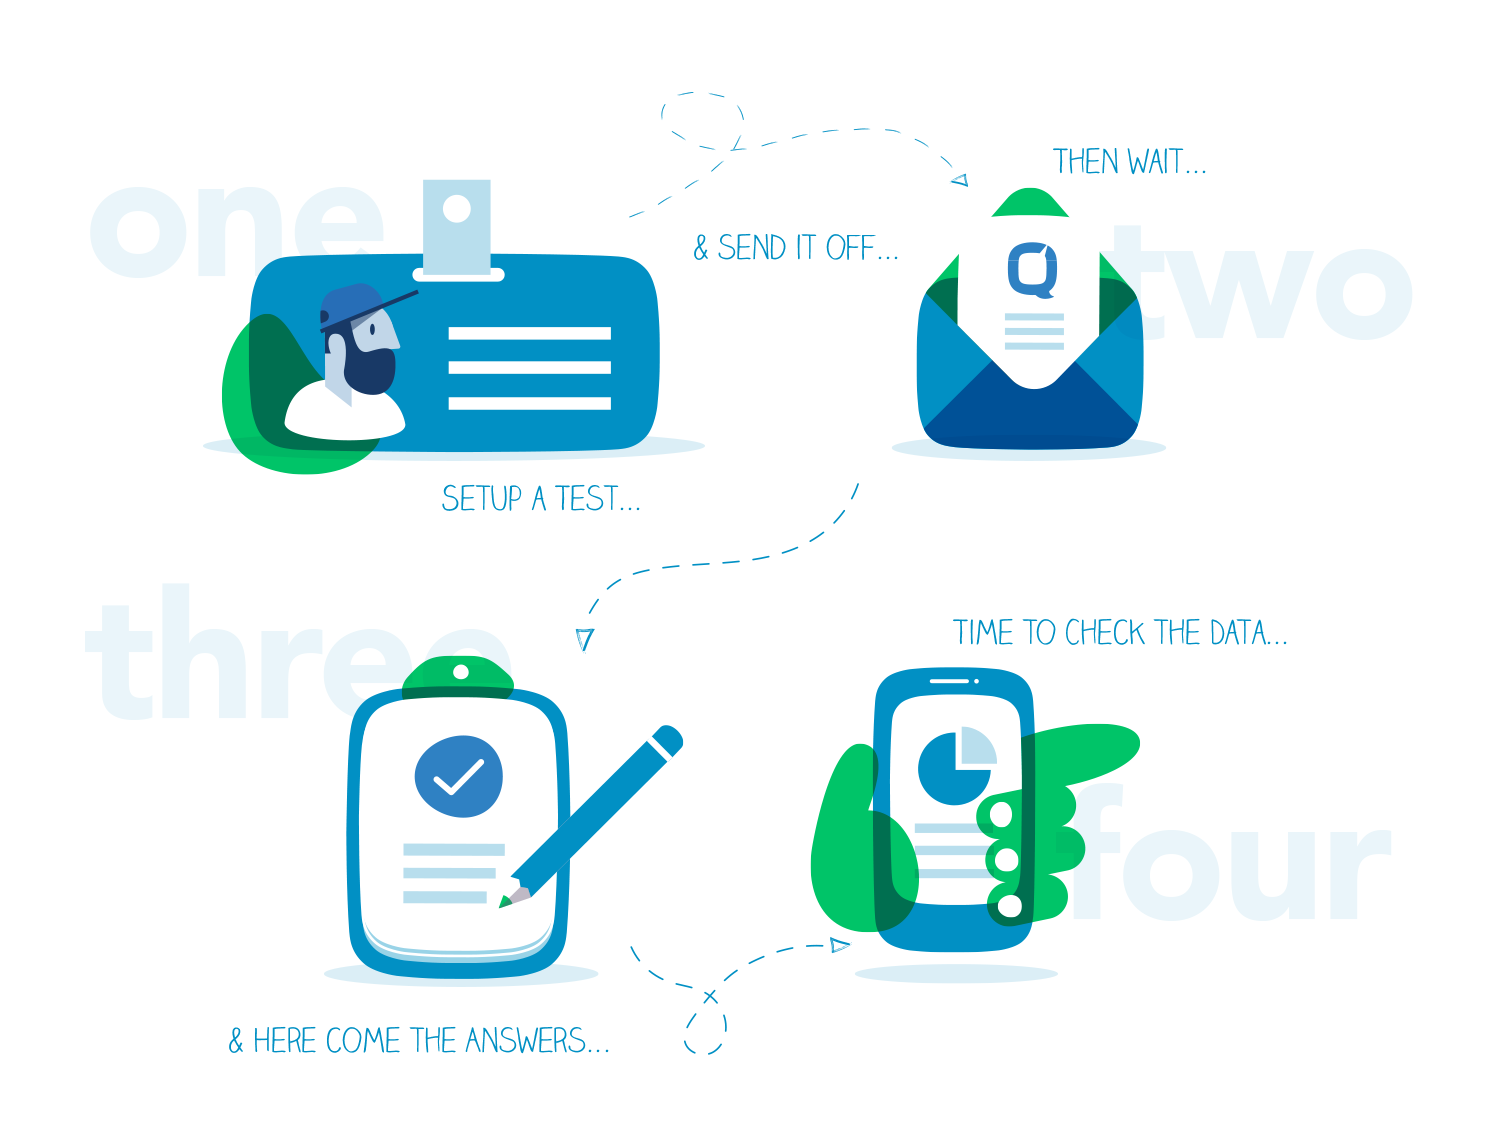 one
SETUP A TEST...
& SEND IT OFF...
two
THEN WAIT...
Q
three
& HERE COME THE ANSWERS...
four
TIME TO CHECK THE DATA...